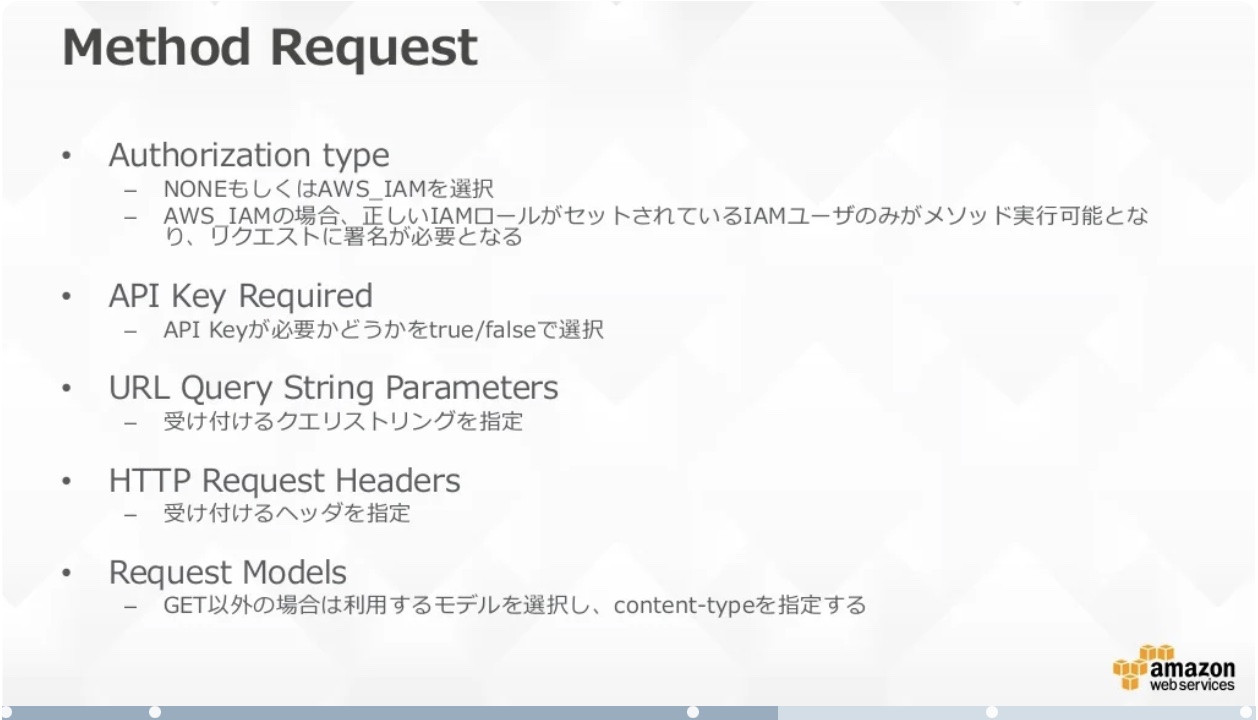 Method Request
• Authorization type
– NONEもしくはAWS_IAMを選択
– AWS_IAMの場合、正しいIAMロールがセットされているIAMユーザのみがメソッド実行可能とな
り、リクエストに署名が必要となる
• API Key Required
– API Keyが必要かどうかをtrue/falseで選択
• URL Query String Parameters
– 受け付けるクエリストリングを指定
• HTTP Request Headers
– 受け付けるヘッダを指定
• Request Models
– GET以外の場合は利用するモデルを選択し、content-typeを指定する
amazon
web services